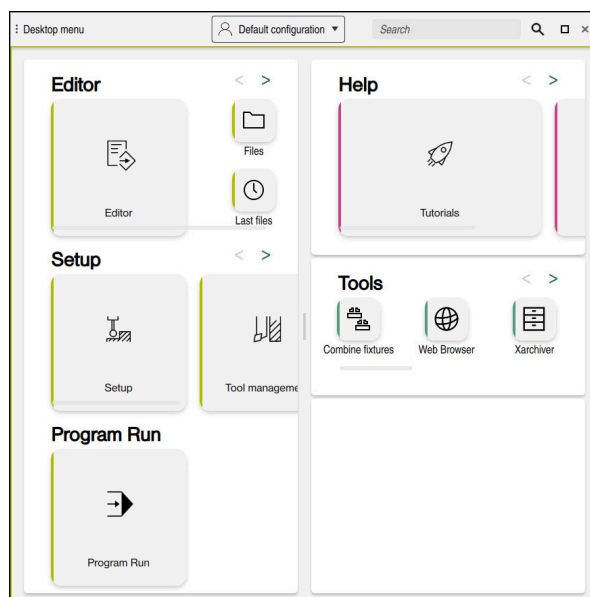 Desktop menu
Default configuration
Search
Editor
Files
Editor
Last files
Setup
Setup
Tool manageme
Program Run
Program Run
Help
Tutorials
Tools
Combine fixtures
Web Browser
Xarchiver